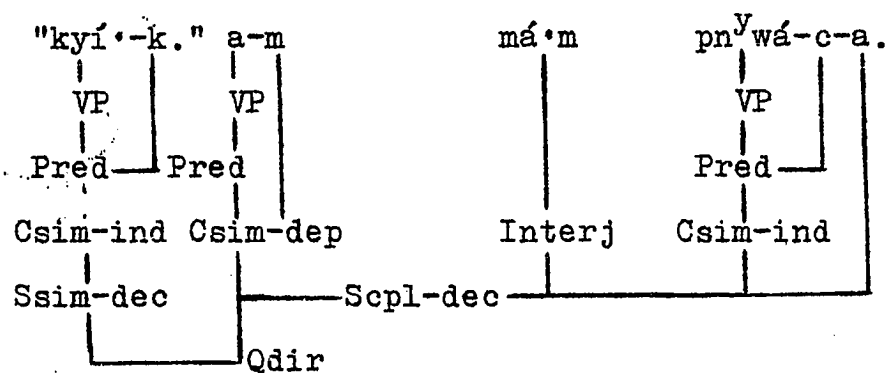 "kyí·-k." a-m má·m pnʸwá-c-a.
VP VP VP
Pred Pred Pred
Csim-ind Csim-dep Interj Csim-ind
Ssim-dec Scpl-dec
Qdir